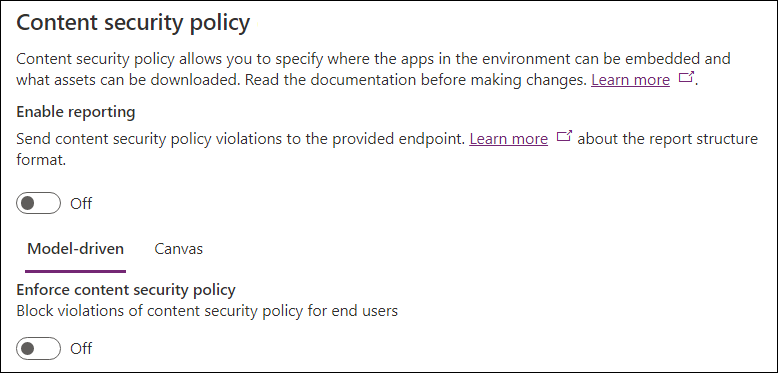 Content security policy
Content security policy allows you to specify where the apps in the environment can be embedded and
what assets can be downloaded. Read the documentation before making changes. Learn more.
Enable reporting
Send content security policy violations to the provided endpoint. Learn more about the report structure
format.
Off
Model-driven Canvas
Enforce content security policy
Block violations of content security policy for end users
Off